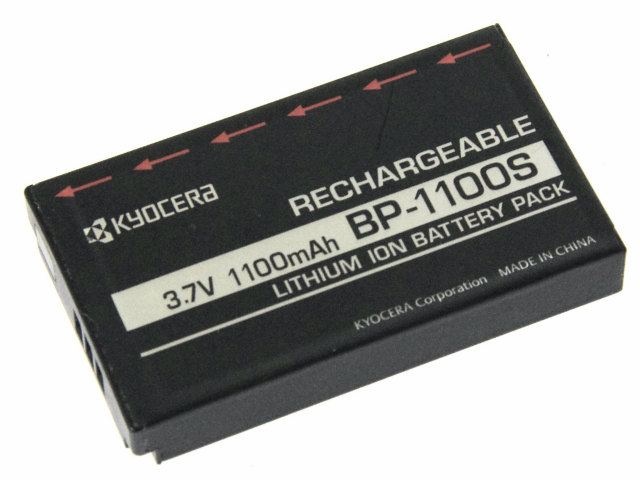 KYOCERA
RECHARGEABLE
3.7V 1100mAh BP-1100S
LITHIUM ION BATTERY PACK
KYOCERA Corporation MADE IN CHINA